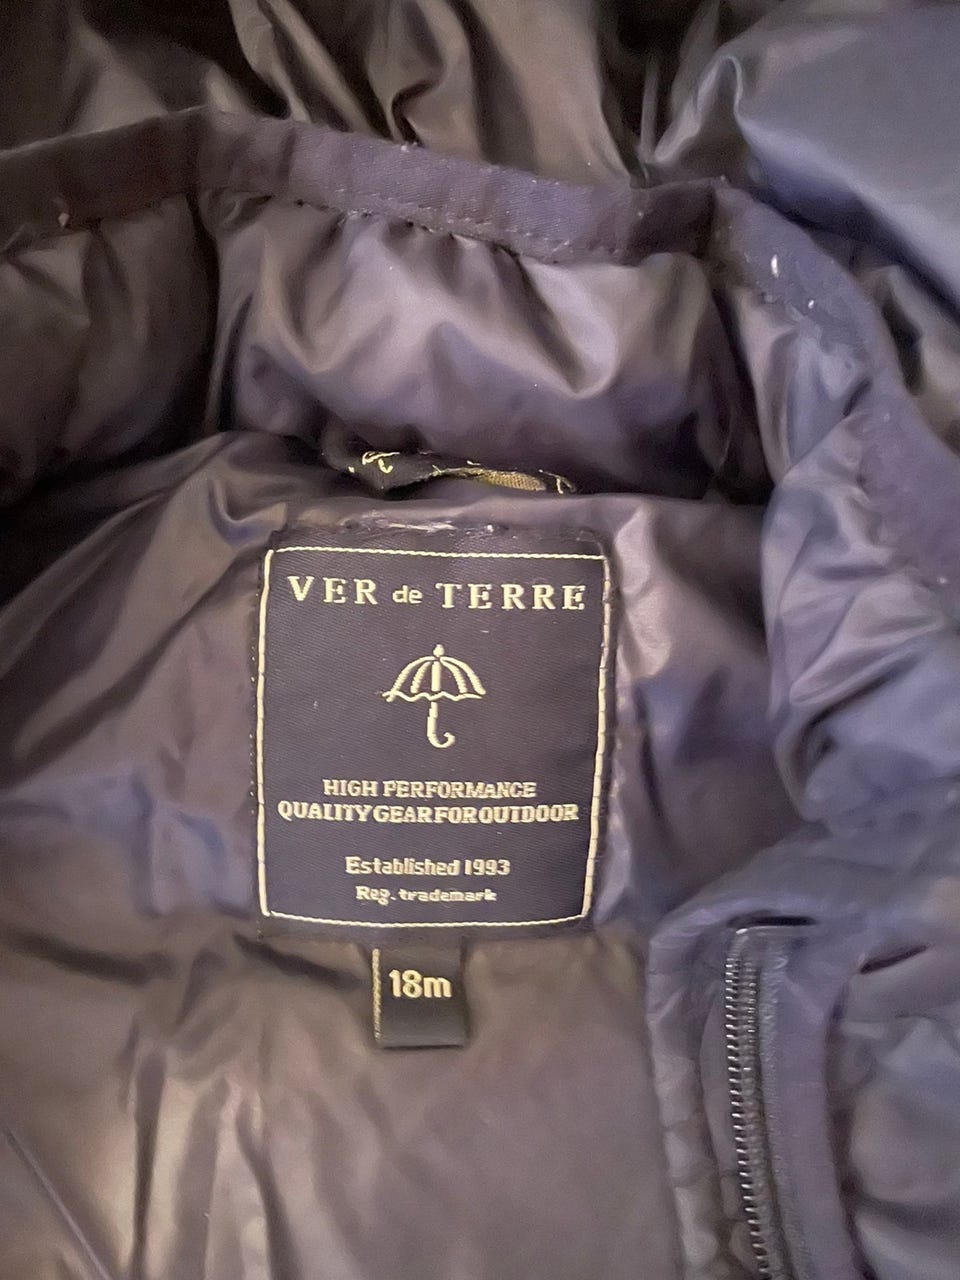 VER de TERRE
HIGH PERFORMANCE
QUALITY GEAR FOR OUTDOOR
Established 1993
Reg. trademark
18m